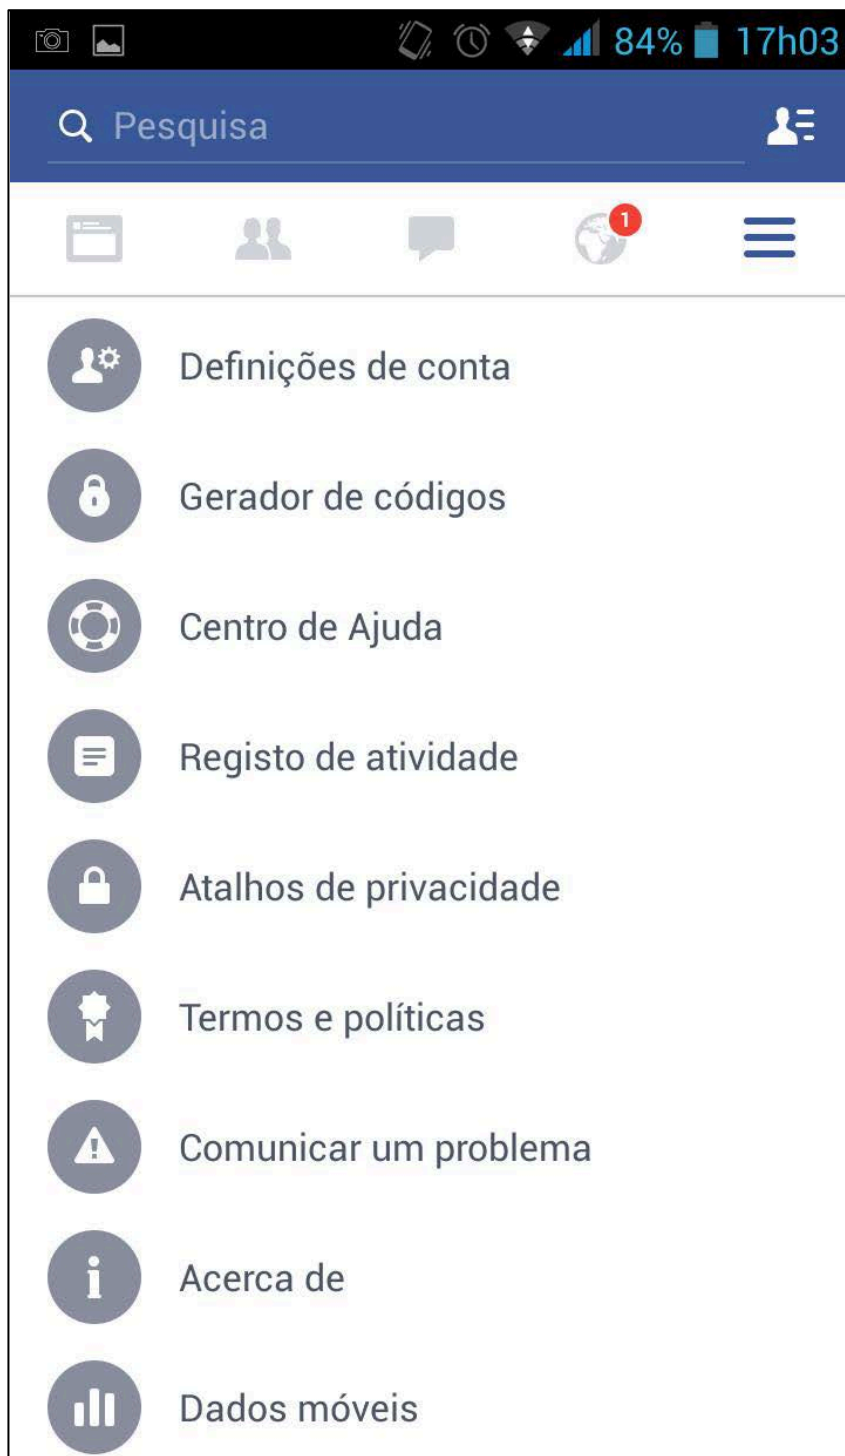 84% 17h03
Pesquisa
1
Definições de conta
Gerador de códigos
Centro de Ajuda
Registo de atividade
Atalhos de privacidade
Termos e políticas
Comunicar um problema
Acerca de
Dados móveis